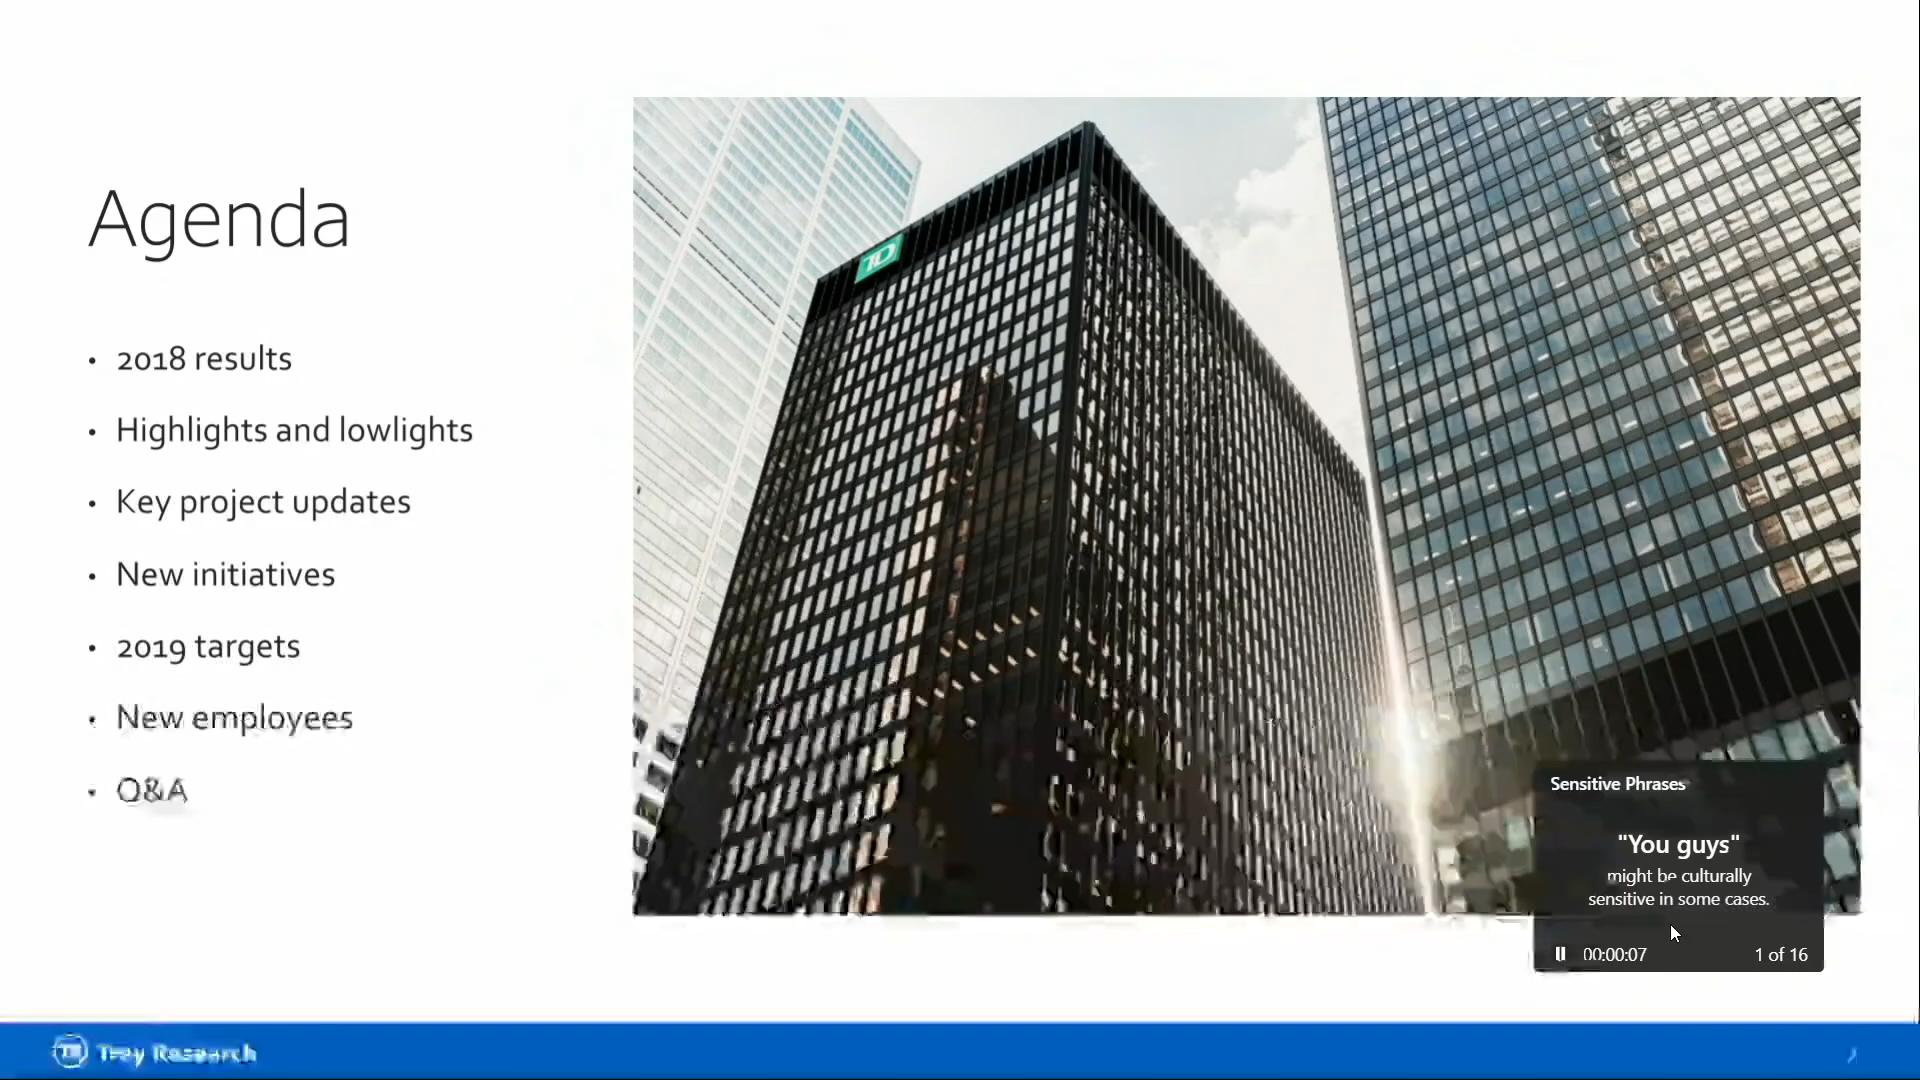 Agenda
• 2018 results
• Highlights and lowlights
• Key project updates
• New initiatives
• 2019 targets
• New employees
• Q&A
TD
Sensitive Phrases
"You guys"
might be culturally
sensitive in some cases.
00:00:07 1 of 16
Trey Research